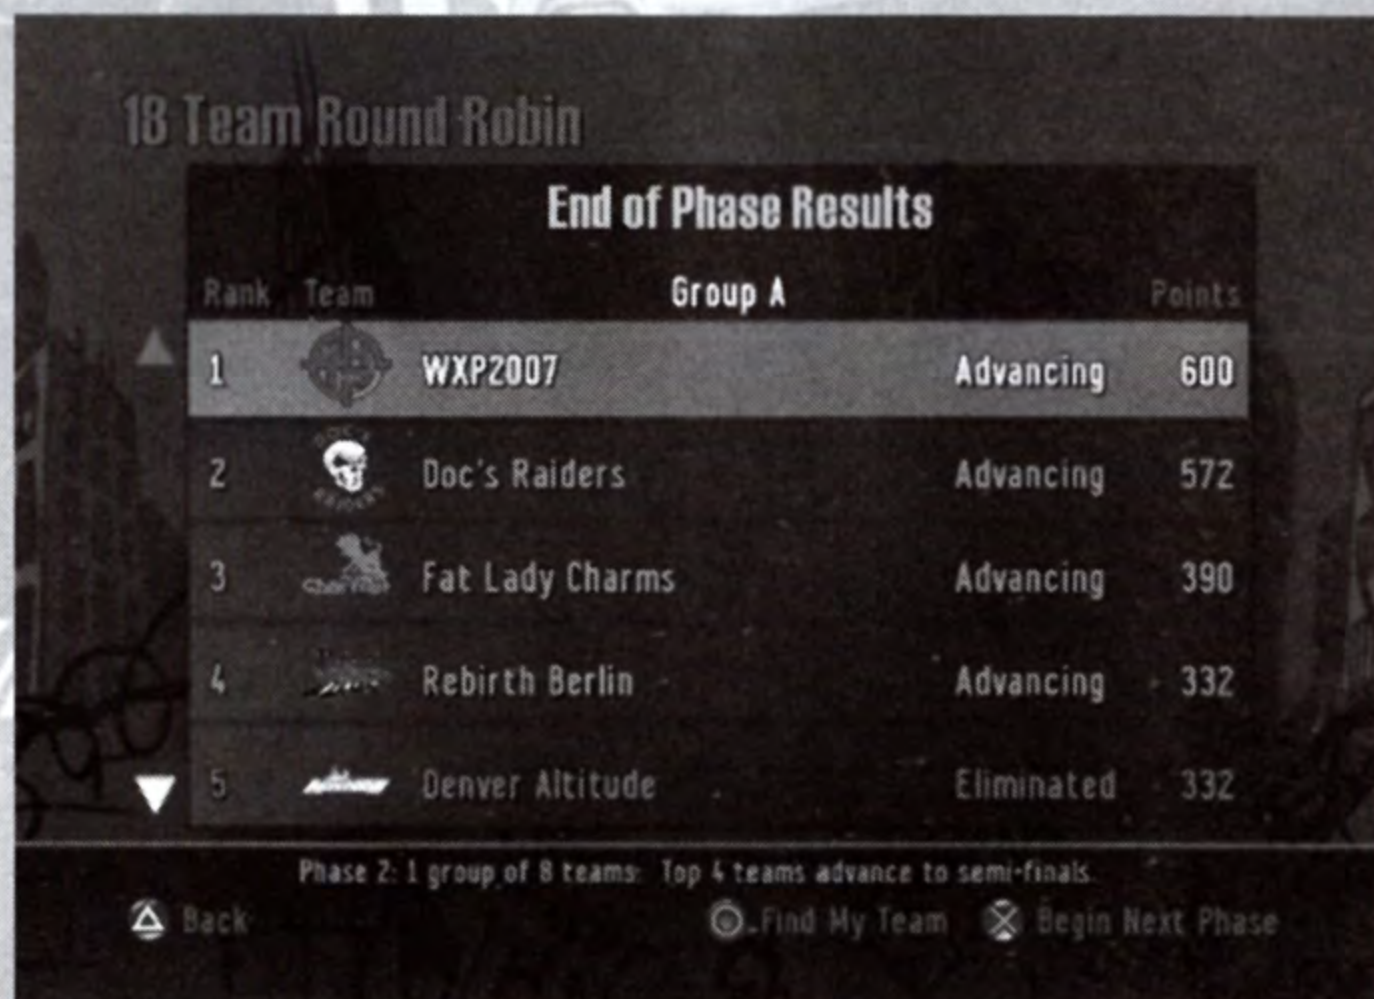 18 Team Round Robin
End of Phase Results
Rank Team Group A Points
1 WXP2007 Advancing 600
2 Doc's Raiders Advancing 572
3 Fat Lady Charms Advancing 390
4 Rebirth Berlin Advancing 332
5 Denver Altitude Eliminated 332
Phase 2: 1 group of 8 teams: Top 4 teams advance to semi-finals.
Back Find My Team Begin Next Phase